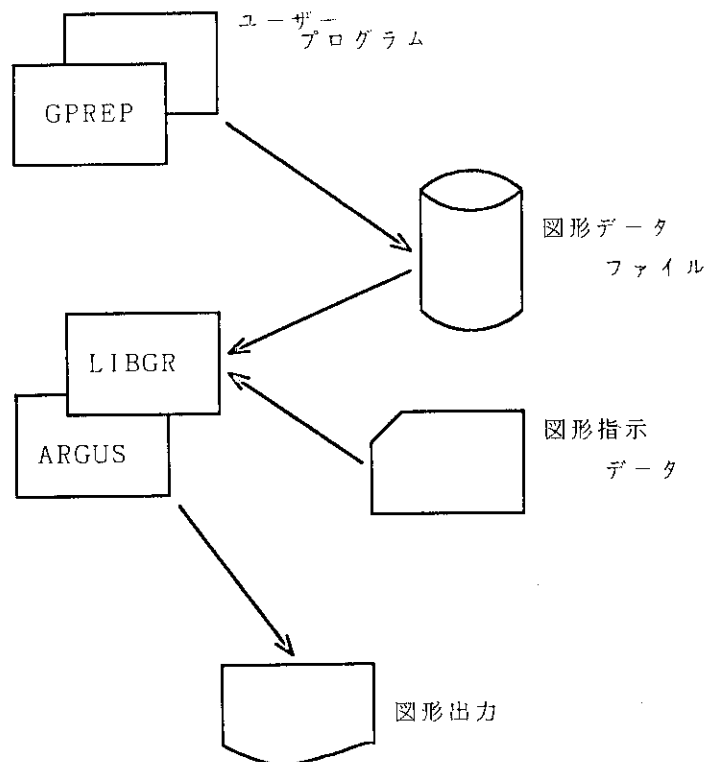 ユーザー
プログラム
GPREP
図形データ
ファイル
LIBGR
図形指示
データ
ARGUS
図形出力